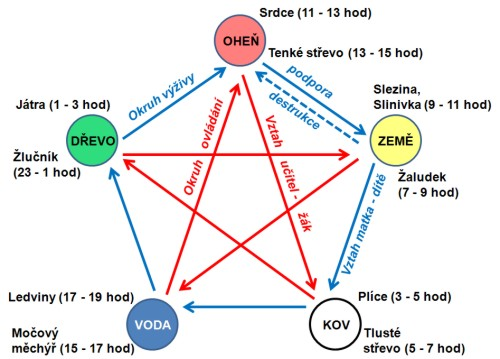 Srdce (11 - 13 hod)
OHEŇ
Tenké střevo (13 - 15 hod)
Okruh výživy
podpora
destrukce
Játra (1 - 3 hod)
DŘEVO
Žlučník
(23 - 1 hod)
Slezina,
Slinivka (9 - 11 hod)
ZEMĚ
Žaludek
(7 - 9 hod)
Okruh ovládání
Vztah učitel - žák
Vztah matka - dítě
Ledviny (17 - 19 hod)
VODA
Močový
měchýř (15 - 17 hod)
Plíce (3 - 5 hod)
KOV
Tlusté
střevo (5 - 7 hod)